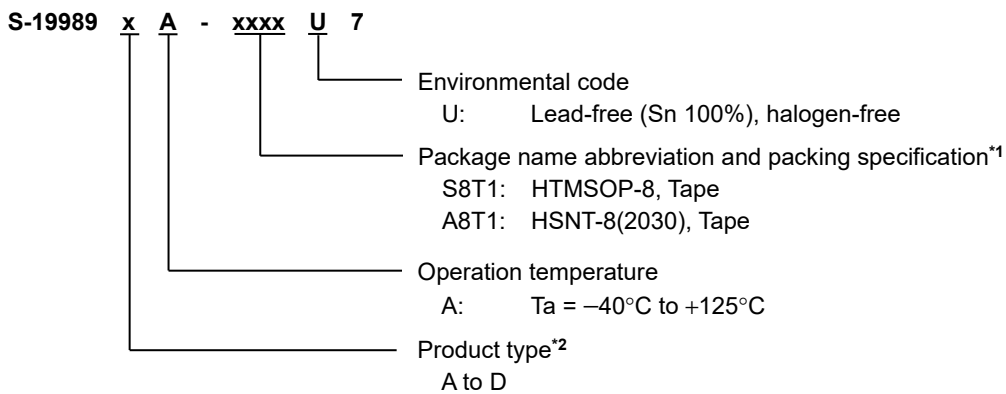 S-19989 x A - xxxx U 7
Environmental code
U: Lead-free (Sn 100%), halogen-free
Package name abbreviation and packing specification*1
S8T1: HTMSOP-8, Tape
A8T1: HSNT-8(2030), Tape
Operation temperature
A: Ta = −40°C to +125°C
Product type*2
A to D